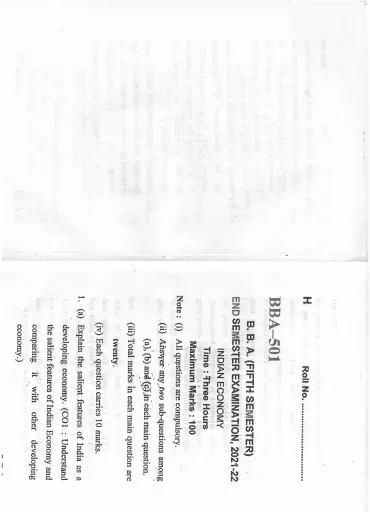 H
Roll No. ........................................
BBA–501
B. B. A. (FIFTH SEMESTER)
END SEMESTER EXAMINATION, 2021-22
INDIAN ECONOMY
Time : Three Hours
Maximum Marks : 100
Note : (i) All questions are compulsory.
(ii) Answer any two sub-questions among
(a), (b) and (c) in each main question.
(iii) Total marks in each main question are
twenty.
(iv) Each question carries 10 marks.
1. (a) Explain the salient features of India as a
developing economy. (CO1 : Understand
the salient features of Indian Economy and
comparing it with other developing
economy.)